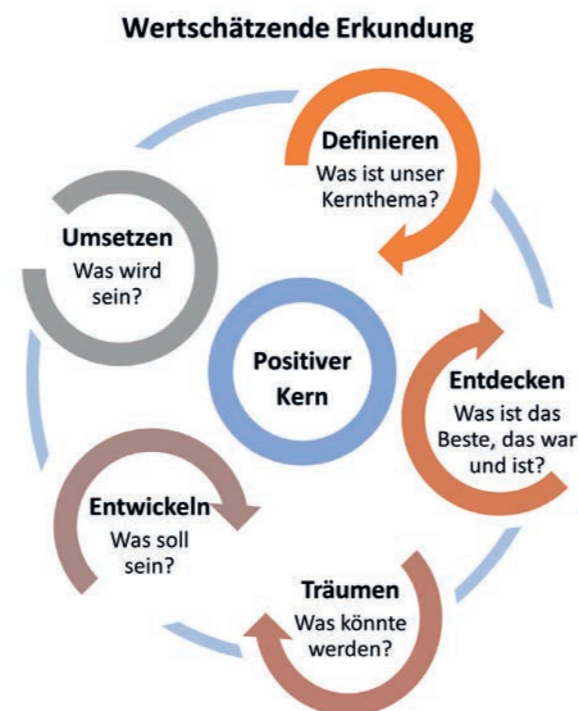 Wertschätzende Erkundung
Definieren
Was ist unser
Kernthema?
Entdecken
Was ist das
Beste, das war
und ist?
Träumen
Was könnte
werden?
Entwickeln
Was soll
sein?
Umsetzen
Was wird
sein?
Positiver
Kern